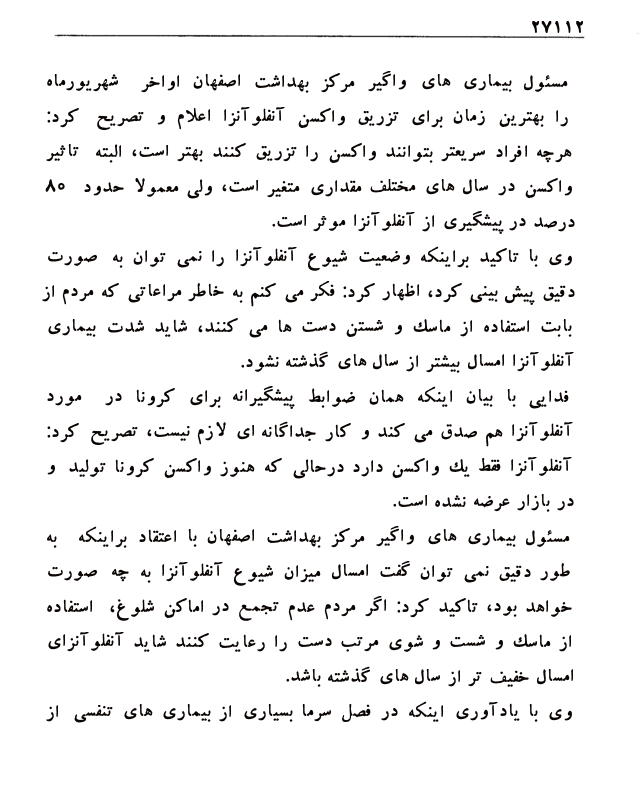 ۲۷۱۱۲
مسئول بیماری های واگیر مرکز بهداشت اصفهان اواخر شهریورماه
را بهترین زمان برای تزریق واکسن آنفلوآنزا اعلام و تصریح کرد:
هرچه افراد سریعتر بتوانند واکسن را تزریق کنند بهتر است، البته تاثیر
واکسن در سال های مختلف مقداری متغیر است، ولی معمولا حدود ۸۰
درصد در پیشگیری از آنفلوآنزا موثر است.
وی با تاکید براینکه وضعیت شیوع آنفلوآنزا را نمی توان به صورت
دقیق پیش بینی کرد، اظهار کرد: فکر می کنم به خاطر مراعاتی که مردم از
بابت استفاده از ماسک و شستن دست ها می کنند، شاید شدت بیماری
آنفلوآنزا امسال بیشتر از سال های گذشته نشود.
فدایی با بیان اینکه همان ضوابط پیشگیرانه برای کرونا در مورد
آنفلوآنزا هم صدق می کند و کار جداگانه ای لازم نیست، تصریح کرد:
آنفلوآنزا فقط یک واکسن دارد درحالی که هنوز واکسن کرونا تولید و
در بازار عرضه نشده است.
مسئول بیماری های واگیر مرکز بهداشت اصفهان با اعتقاد براینکه به
طور دقیق نمی توان گفت امسال میزان شیوع آنفلوآنزا به چه صورت
خواهد بود، تاکید کرد: اگر مردم عدم تجمع در اماکن شلوغ، استفاده
از ماسک و شست و شوی مرتب دست را رعایت کنند شاید آنفلوآنزای
امسال خفیف تر از سال های گذشته باشد.
وی با یادآوری اینکه در فصل سرما بسیاری از بیماری های تنفسی از